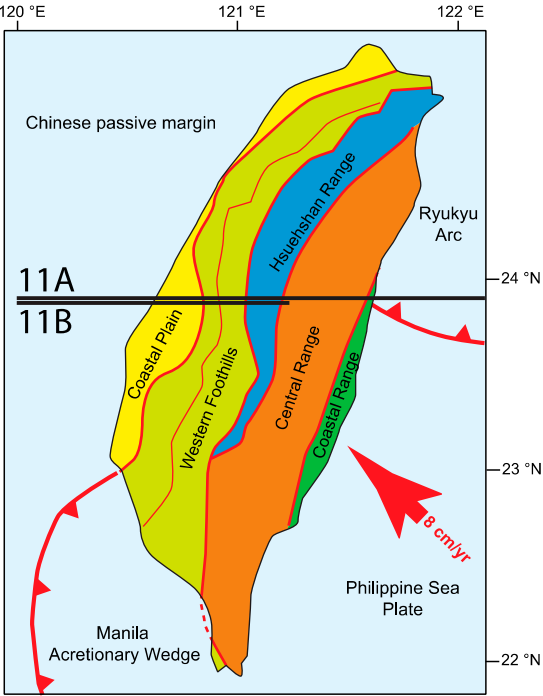 120 °E
121 °E
122 °E
Chinese passive margin
Hsuehshan Range
Ryukyu
Arc
11A
24 °N
11B
Coastal Plain
Western Foothills
Central Range
Coastal Range
23 °N
8 cm/yr
Philippine Sea
Plate
Manila
Acretionary Wedge
22 °N